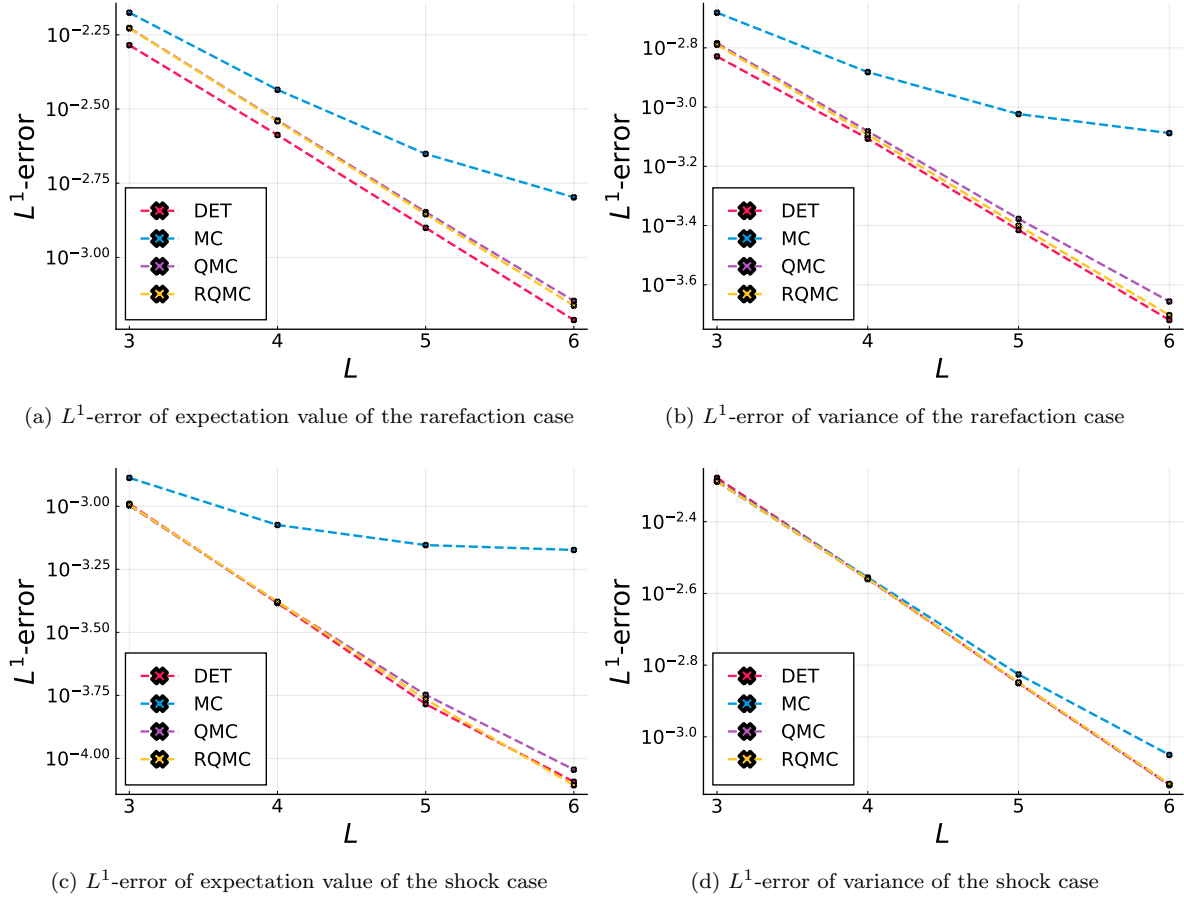 10^{-2.25}
10^{-2.50}
10^{-2.75}
10^{-3.00}
L^1-error
DET
MC
QMC
RQMC
3 4 5 6
L
(a) L^1-error of expectation value of the rarefaction case
10^{-2.8}
10^{-3.0}
10^{-3.2}
10^{-3.4}
10^{-3.6}
L^1-error
DET
MC
QMC
RQMC
3 4 5 6
L
(b) L^1-error of variance of the rarefaction case
10^{-3.00}
10^{-3.25}
10^{-3.50}
10^{-3.75}
10^{-4.00}
L^1-error
DET
MC
QMC
RQMC
3 4 5 6
L
(c) L^1-error of expectation value of the shock case
10^{-2.4}
10^{-2.6}
10^{-2.8}
10^{-3.0}
L^1-error
DET
MC
QMC
RQMC
3 4 5 6
L
(d) L^1-error of variance of the shock case